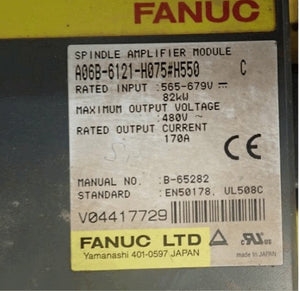 FANUC
SPINDLE AMPLIFIER MODULE
A06B-6121-H075#H550 C
RATED INPUT :565-679V
82kW
MAXIMUM OUTPUT VOLTAGE
:480V ~
RATED OUTPUT CURRENT
170A
CE
MANUAL NO. :B-65282
STANDARD :EN50178, UL508C
V04417729
FANUC LTD
Yamanashi 401-0597 JAPAN
made in JAPAN